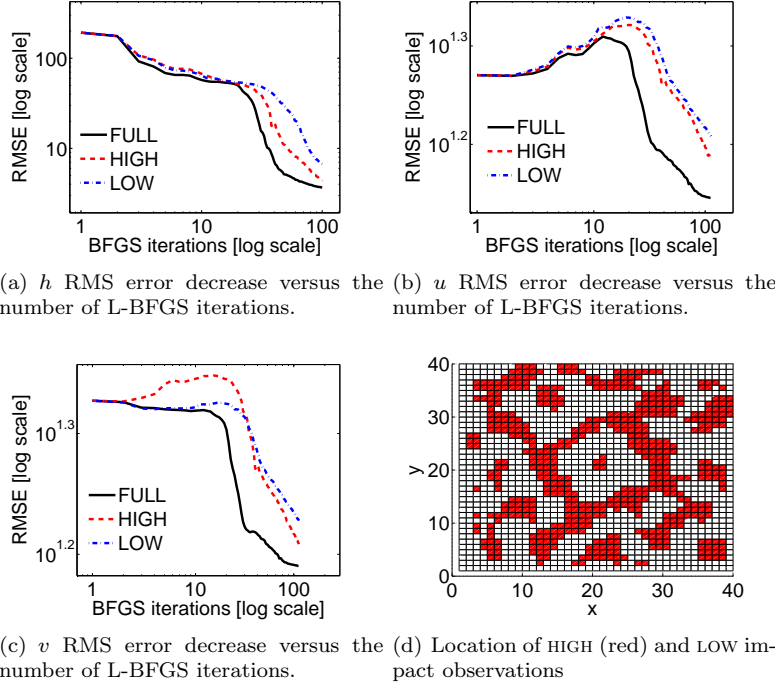 RMSE [log scale]
100
10
FULL
HIGH
LOW
1 10 100
BFGS iterations [log scale]
(a) h RMS error decrease versus the
number of L-BFGS iterations.
RMSE [log scale]
10^1.3
10^1.2
FULL
HIGH
LOW
1 10 100
BFGS iterations [log scale]
(b) u RMS error decrease versus the
number of L-BFGS iterations.
RMSE [log scale]
10^1.3
10^1.2
FULL
HIGH
LOW
1 10 100
BFGS iterations [log scale]
(c) v RMS error decrease versus the
number of L-BFGS iterations.
y
40
30
20
10
0
0 10 20 30 40
x
(d) Location of HIGH (red) and LOW im-
pact observations